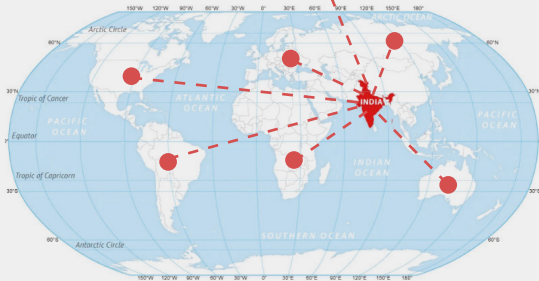 150°W 120°W 90°W 60°W 30°W 0° 30°E 60°E 90°E 120°E 150°E 180°
ARCTIC OCEAN
Arctic Circle
60°N 60°N
30°N 30°N
Tropic of Cancer
INDIA
ATLANTIC
OCEAN
PACIFIC
OCEAN
PACIFIC
OCEAN
Equator
0°
INDIAN
OCEAN
Tropic of Capricorn
30°S 30°S
SOUTHERN OCEAN
60°S 60°S
Antarctic Circle
150°W 120°W 90°W 60°W 30°W 0° 30°E 60°E 90°E 120°E 150°E 180°